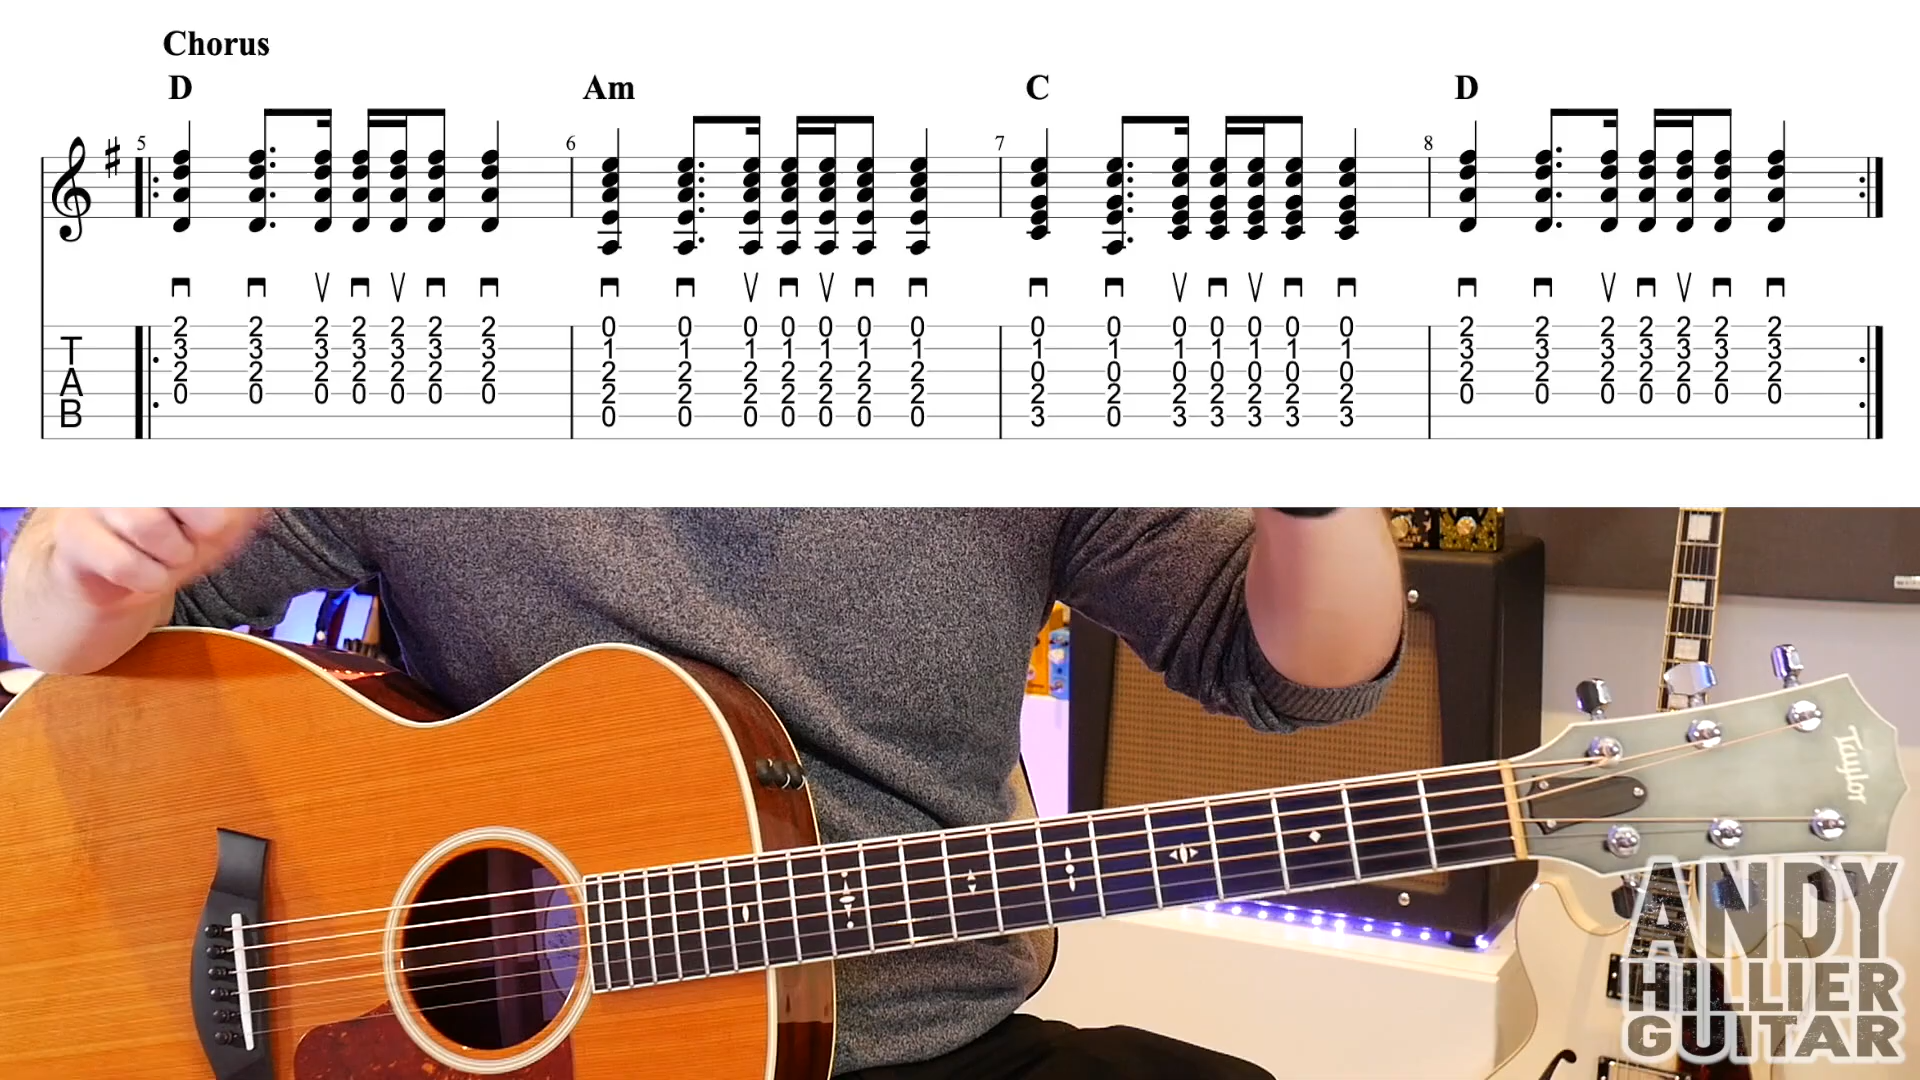 Chorus
D Am C D
5 6 7 8
T 2 2 2 2 2 2 2 0 0 0 0 0 0 0 0 0 0 0 0 0 0 2 2 2 2 2 2 2
A 3 3 3 3 3 3 3 1 1 1 1 1 1 1 1 1 1 1 1 1 1 3 3 3 3 3 3 3
B 2 2 2 2 2 2 2 2 2 2 2 2 2 2 0 0 0 0 0 0 0 2 2 2 2 2 2 2
0 0 0 0 0 0 0 2 2 2 2 2 2 2 2 2 2 2 2 2 2 0 0 0 0 0 0 0
0 0 0 0 0 0 0 3 0 3 3 3 3 3
Taylor
ANDY
HILLIER
GUITAR